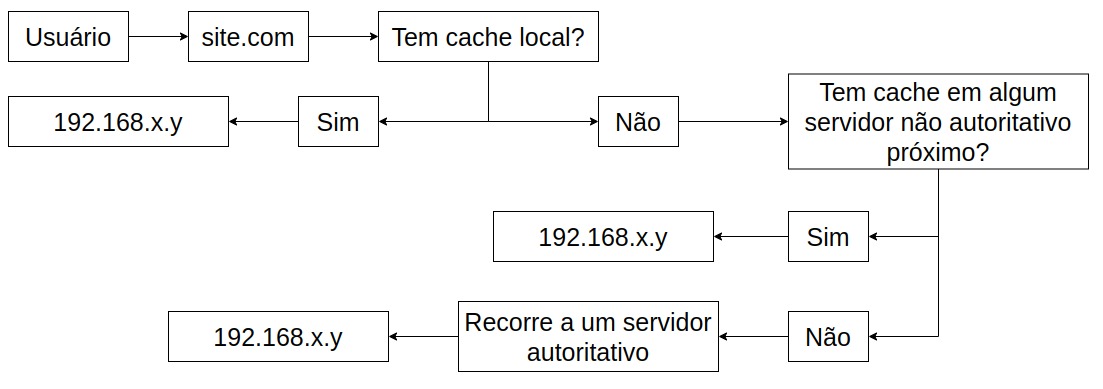 Usuário
site.com
Tem cache local?
192.168.x.y
Sim
Não
Tem cache em algum
servidor não autoritativo
próximo?
192.168.x.y
Sim
192.168.x.y
Recorre a um servidor
autoritativo
Não